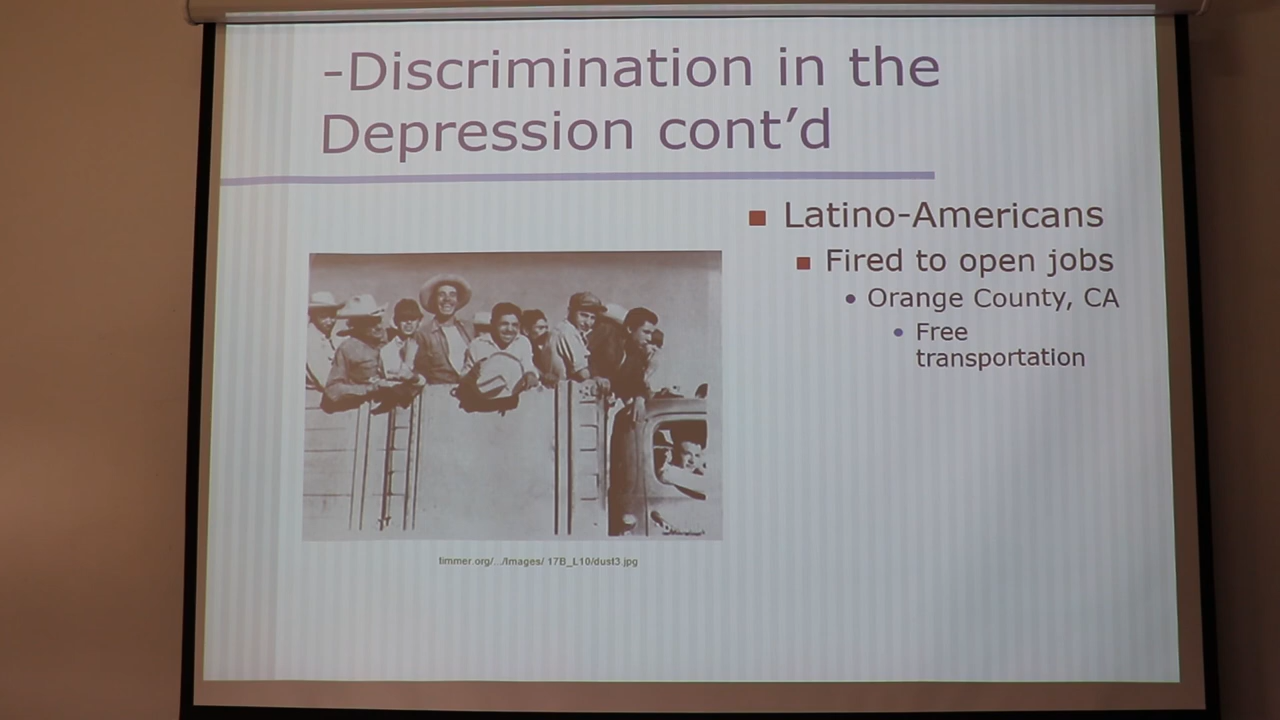 -Discrimination in the
Depression cont’d
Latino-Americans
Fired to open jobs
Orange County, CA
Free
transportation
timmer.org/.../Images/ 17B_L10/dust3.jpg